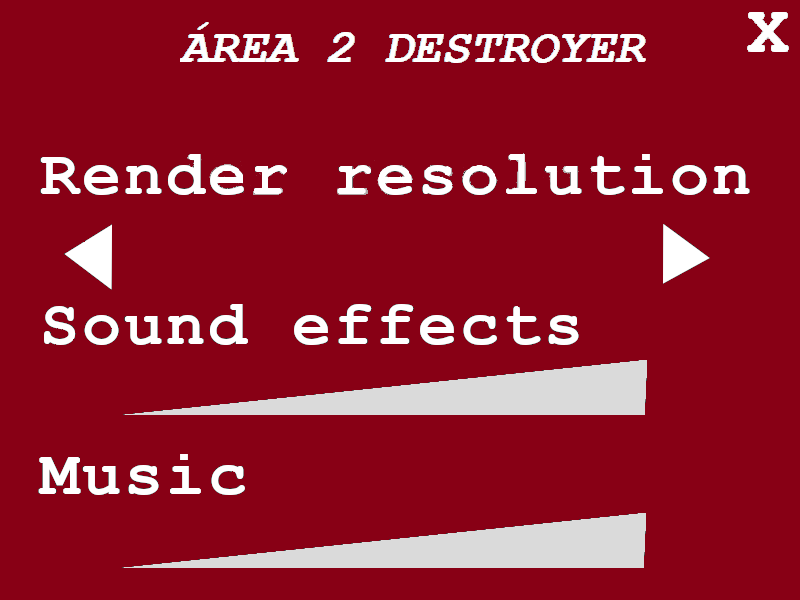 ÁREA 2 DESTROYER X
Render resolution
Sound effects
Music